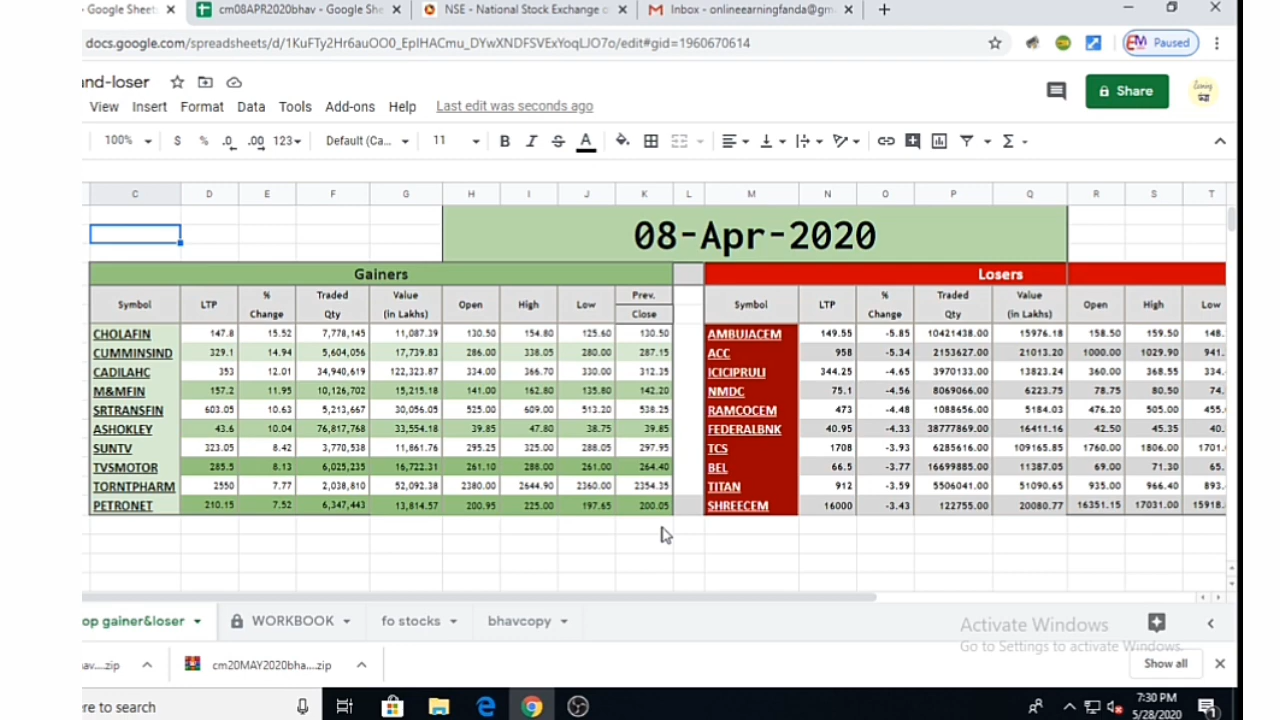 - Google Sheet: × cm08APR2020bhav - Google She × NSE - National Stock Exchange o × Inbox - onlineearningfanda@gm × +
docs.google.com/spreadsheets/d/1KuFTy2Hr6auOO0_EpIHACmu_DYwXNDFSVExYoqLJO7o/edit#gid=1960670614 EM Paused
nd-loser Share
View Insert Format Data Tools Add-ons Help Last edit was seconds ago
100% $ % .0 .00 123 Default (Ca... 11 B I S A
C D E F G H I J K L M N O P Q R S T
08-Apr-2020
Gainers Losers
Symbol LTP % Change Traded Qty Value (in Lakhs) Open High Low Prev. Close Symbol LTP % Change Traded Qty Value (in Lakhs) Open High Low
CHOLAFIN 147.8 15.52 7,778,145 11,087.39 130.50 154.80 125.60 130.50 AMBUJACEM 149.55 -5.85 10421438.00 15976.18 158.50 159.50 148.
CUMMINSIND 329.1 14.94 5,604,056 17,739.83 286.00 338.05 280.00 287.15 ACC 958 -5.34 2153627.00 21013.20 1000.00 1029.90 941.
CADILAHC 353 12.01 34,940,619 122,323.87 334.00 366.70 330.00 312.35 ICICIPRULI 344.25 -4.65 3970133.00 13823.24 360.00 368.55 334.
M&MFIN 157.2 11.95 10,126,702 15,215.18 141.00 162.80 135.80 142.20 NMDC 75.1 -4.56 8069066.00 6223.75 78.75 80.50 74.
SRTRANSFIN 603.05 10.63 5,213,667 30,056.05 525.00 609.00 513.20 538.25 RAMCOCEM 473 -4.48 1088656.00 5184.03 476.20 505.00 455.
ASHOKLEY 43.6 10.04 76,817,768 33,554.18 39.85 47.80 38.75 39.85 FEDERALBNK 40.95 -4.33 38777869.00 16411.16 42.50 45.35 40.
SUNTV 323.05 8.42 3,770,538 11,861.76 295.25 325.00 288.05 297.95 TCS 1708 -3.93 6285616.00 109165.85 1760.00 1806.00 1701.
TVSMOTOR 285.5 8.13 6,025,235 16,722.31 261.10 288.00 261.00 264.40 BEL 66.5 -3.77 16699885.00 11387.05 69.00 71.30 65.
TORNTPHARM 2550 7.77 2,038,810 52,092.38 2380.00 2644.90 2360.00 2354.35 TITAN 912 -3.59 5506041.00 51090.65 935.00 966.40 893.
PETRONET 210.15 7.52 6,347,443 13,814.57 200.95 225.00 197.65 200.05 SHREECEM 16000 -3.43 122755.00 20080.77 16351.15 17031.00 15918.
op gainer&loser WORKBOOK fo stocks bhavcopy
Activate Windows
Go to Settings to activate Windows.
av....zip cm20MAY2020bha....zip Show all
re to search 7:30 PM
5/28/2020